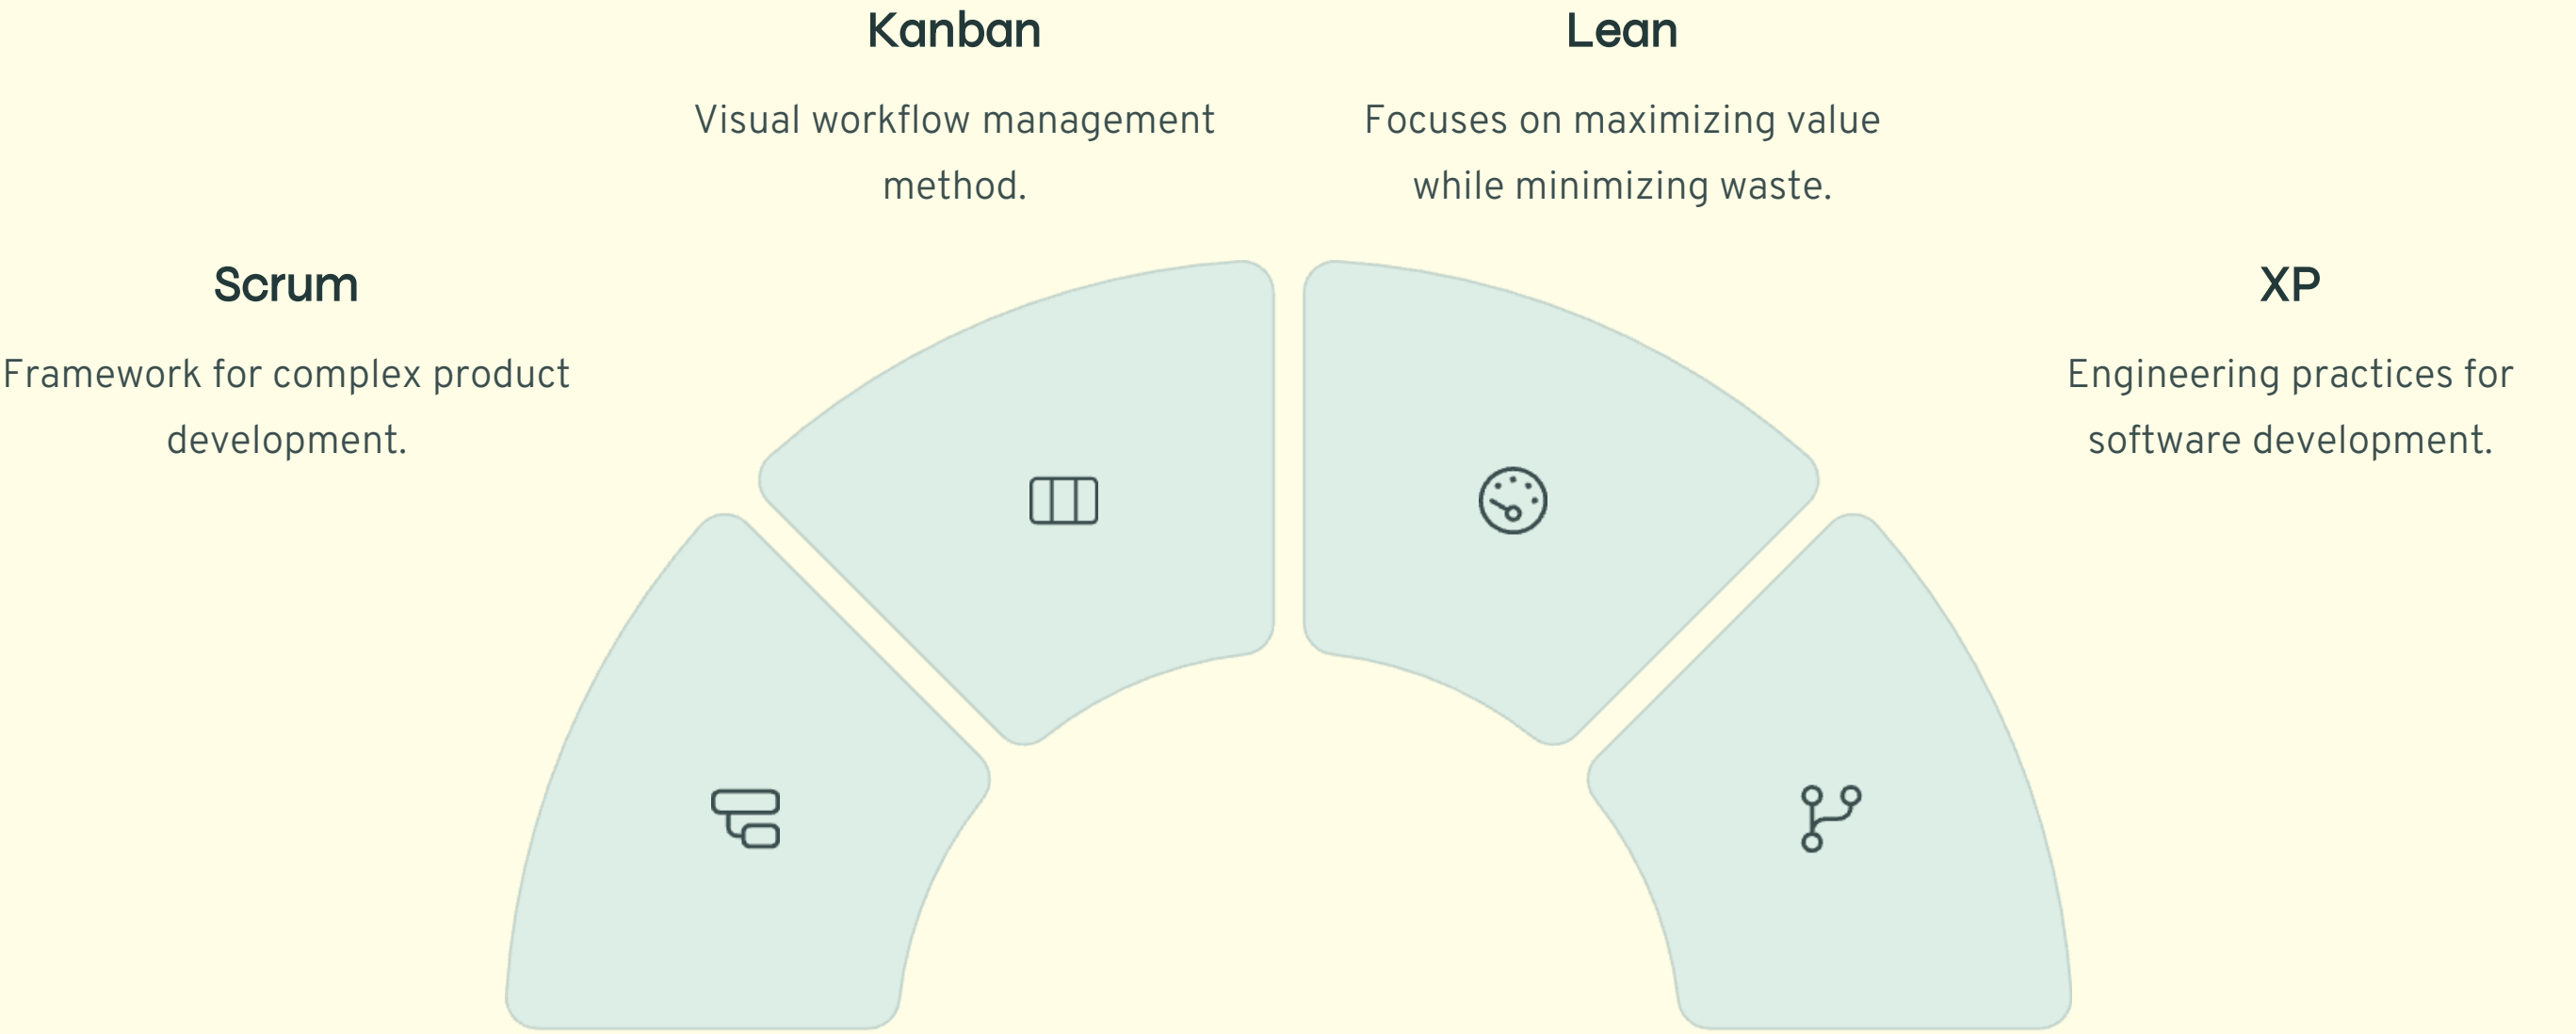 Kanban
Visual workflow management
method.
Lean
Focuses on maximizing value
while minimizing waste.
Scrum
Framework for complex product
development.
XP
Engineering practices for
software development.